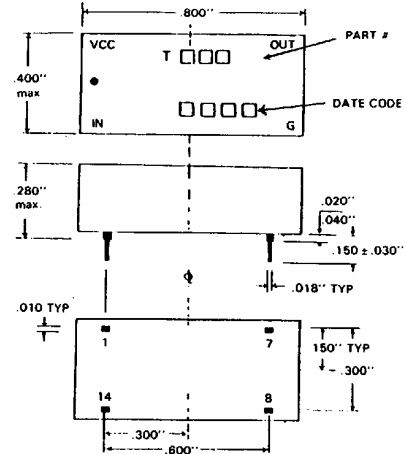 .800"
VCC
OUT
PART #
T
.400"
max
DATE CODE
IN
G
.280"
max.
.020"
.040"
.150 ± .030"
.018" TYP
.010 TYP
1
7
150" TYP
.300"
14
8
.300"
.600"